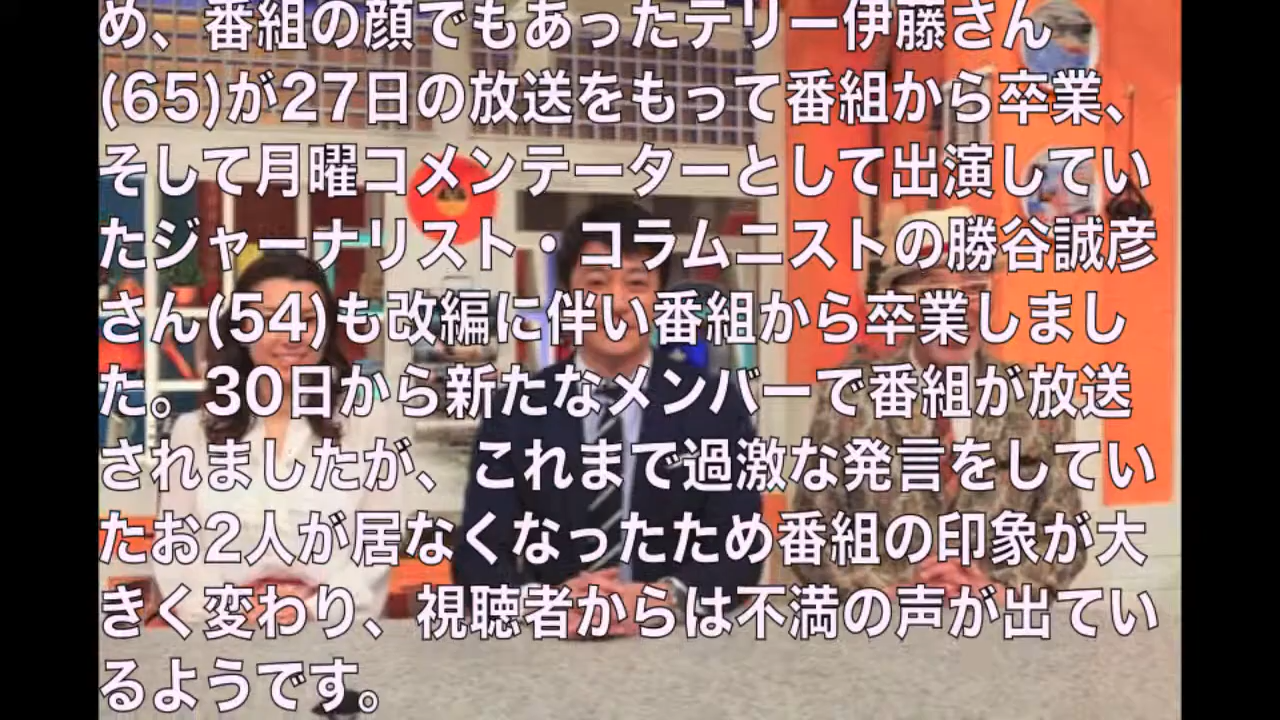 め、番組の顔でもあったテリー伊藤さん
(65)が27日の放送をもって番組から卒業、
そして月曜コメンテーターとして出演してい
たジャーナリスト・コラムニストの勝谷誠彦
さん(54)も改編に伴い番組から卒業しまし
た。30日から新たなメンバーで番組が放送
されましたが、これまで過激な発言をしてい
たお2人が居なくなったため番組の印象が大
きく変わり、視聴者からは不満の声が出てい
るようです。